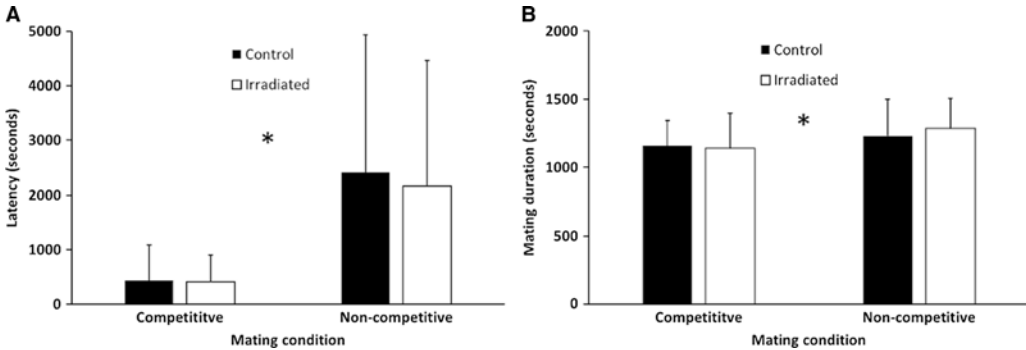 A
5000
4000
3000
2000
1000
0
Latency (seconds)
Control
Irradiated
*
Competititve
Non-competitive
Mating condition
B
2000
1500
1000
500
0
Mating duration (seconds)
Control
Irradiated
*
Competititve
Non-competitive
Mating condition